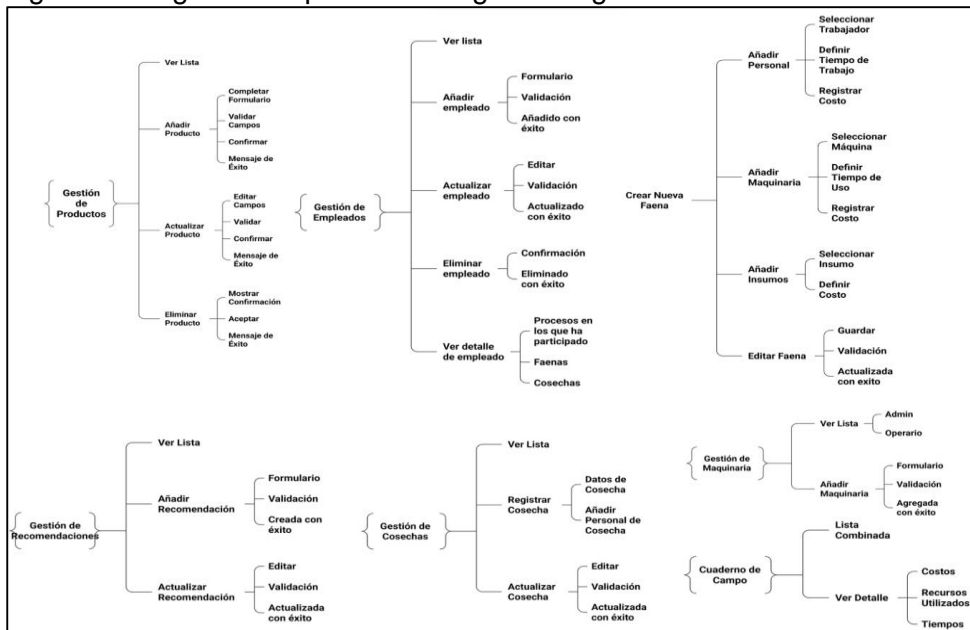 Gestión
de
Productos
Ver Lista
Añadir
Producto
Completar
Formulario
Validar
Campos
Confirmar
Mensaje de
Éxito
Actualizar
Producto
Editar
Campos
Validar
Confirmar
Mensaje de
Éxito
Eliminar
Producto
Mostrar
Confirmación
Aceptar
Mensaje de
Éxito
Gestión de
Empleados
Ver lista
Añadir
empleado
Formulario
Validación
Añadido con
éxito
Actualizar
empleado
Editar
Validación
Actualizado
con éxito
Eliminar
empleado
Confirmación
Eliminado
con éxito
Ver detalle
de empleado
Procesos en
los que ha
participado
Faenas
Cosechas
Crear Nueva
Faena
Añadir
Personal
Seleccionar
Trabajador
Definir
Tiempo de
Trabajo
Registrar
Costo
Añadir
Maquinaria
Seleccionar
Máquina
Definir
Tiempo de
Uso
Registrar
Costo
Añadir
Insumos
Seleccionar
Insumo
Definir
Costo
Editar Faena
Guardar
Validación
Actualizada
con exito
Gestión de
Recomendaciones
Ver Lista
Añadir
Recomendación
Formulario
Validación
Creada con
éxito
Actualizar
Recomendación
Editar
Validación
Actualizada
con éxito
Gestión de
Cosechas
Ver Lista
Registrar
Cosecha
Datos de
Cosecha
Añadir
Personal de
Cosecha
Actualizar
Cosecha
Editar
Validación
Actualizada
con éxito
Gestión de
Maquinaria
Ver Lista
Admin
Operario
Añadir
Maquinaria
Formulario
Validación
Agregada
con éxito
Cuaderno de
Campo
Lista
Combinada
Ver Detalle
Costos
Recursos
Utilizados
Tiempos